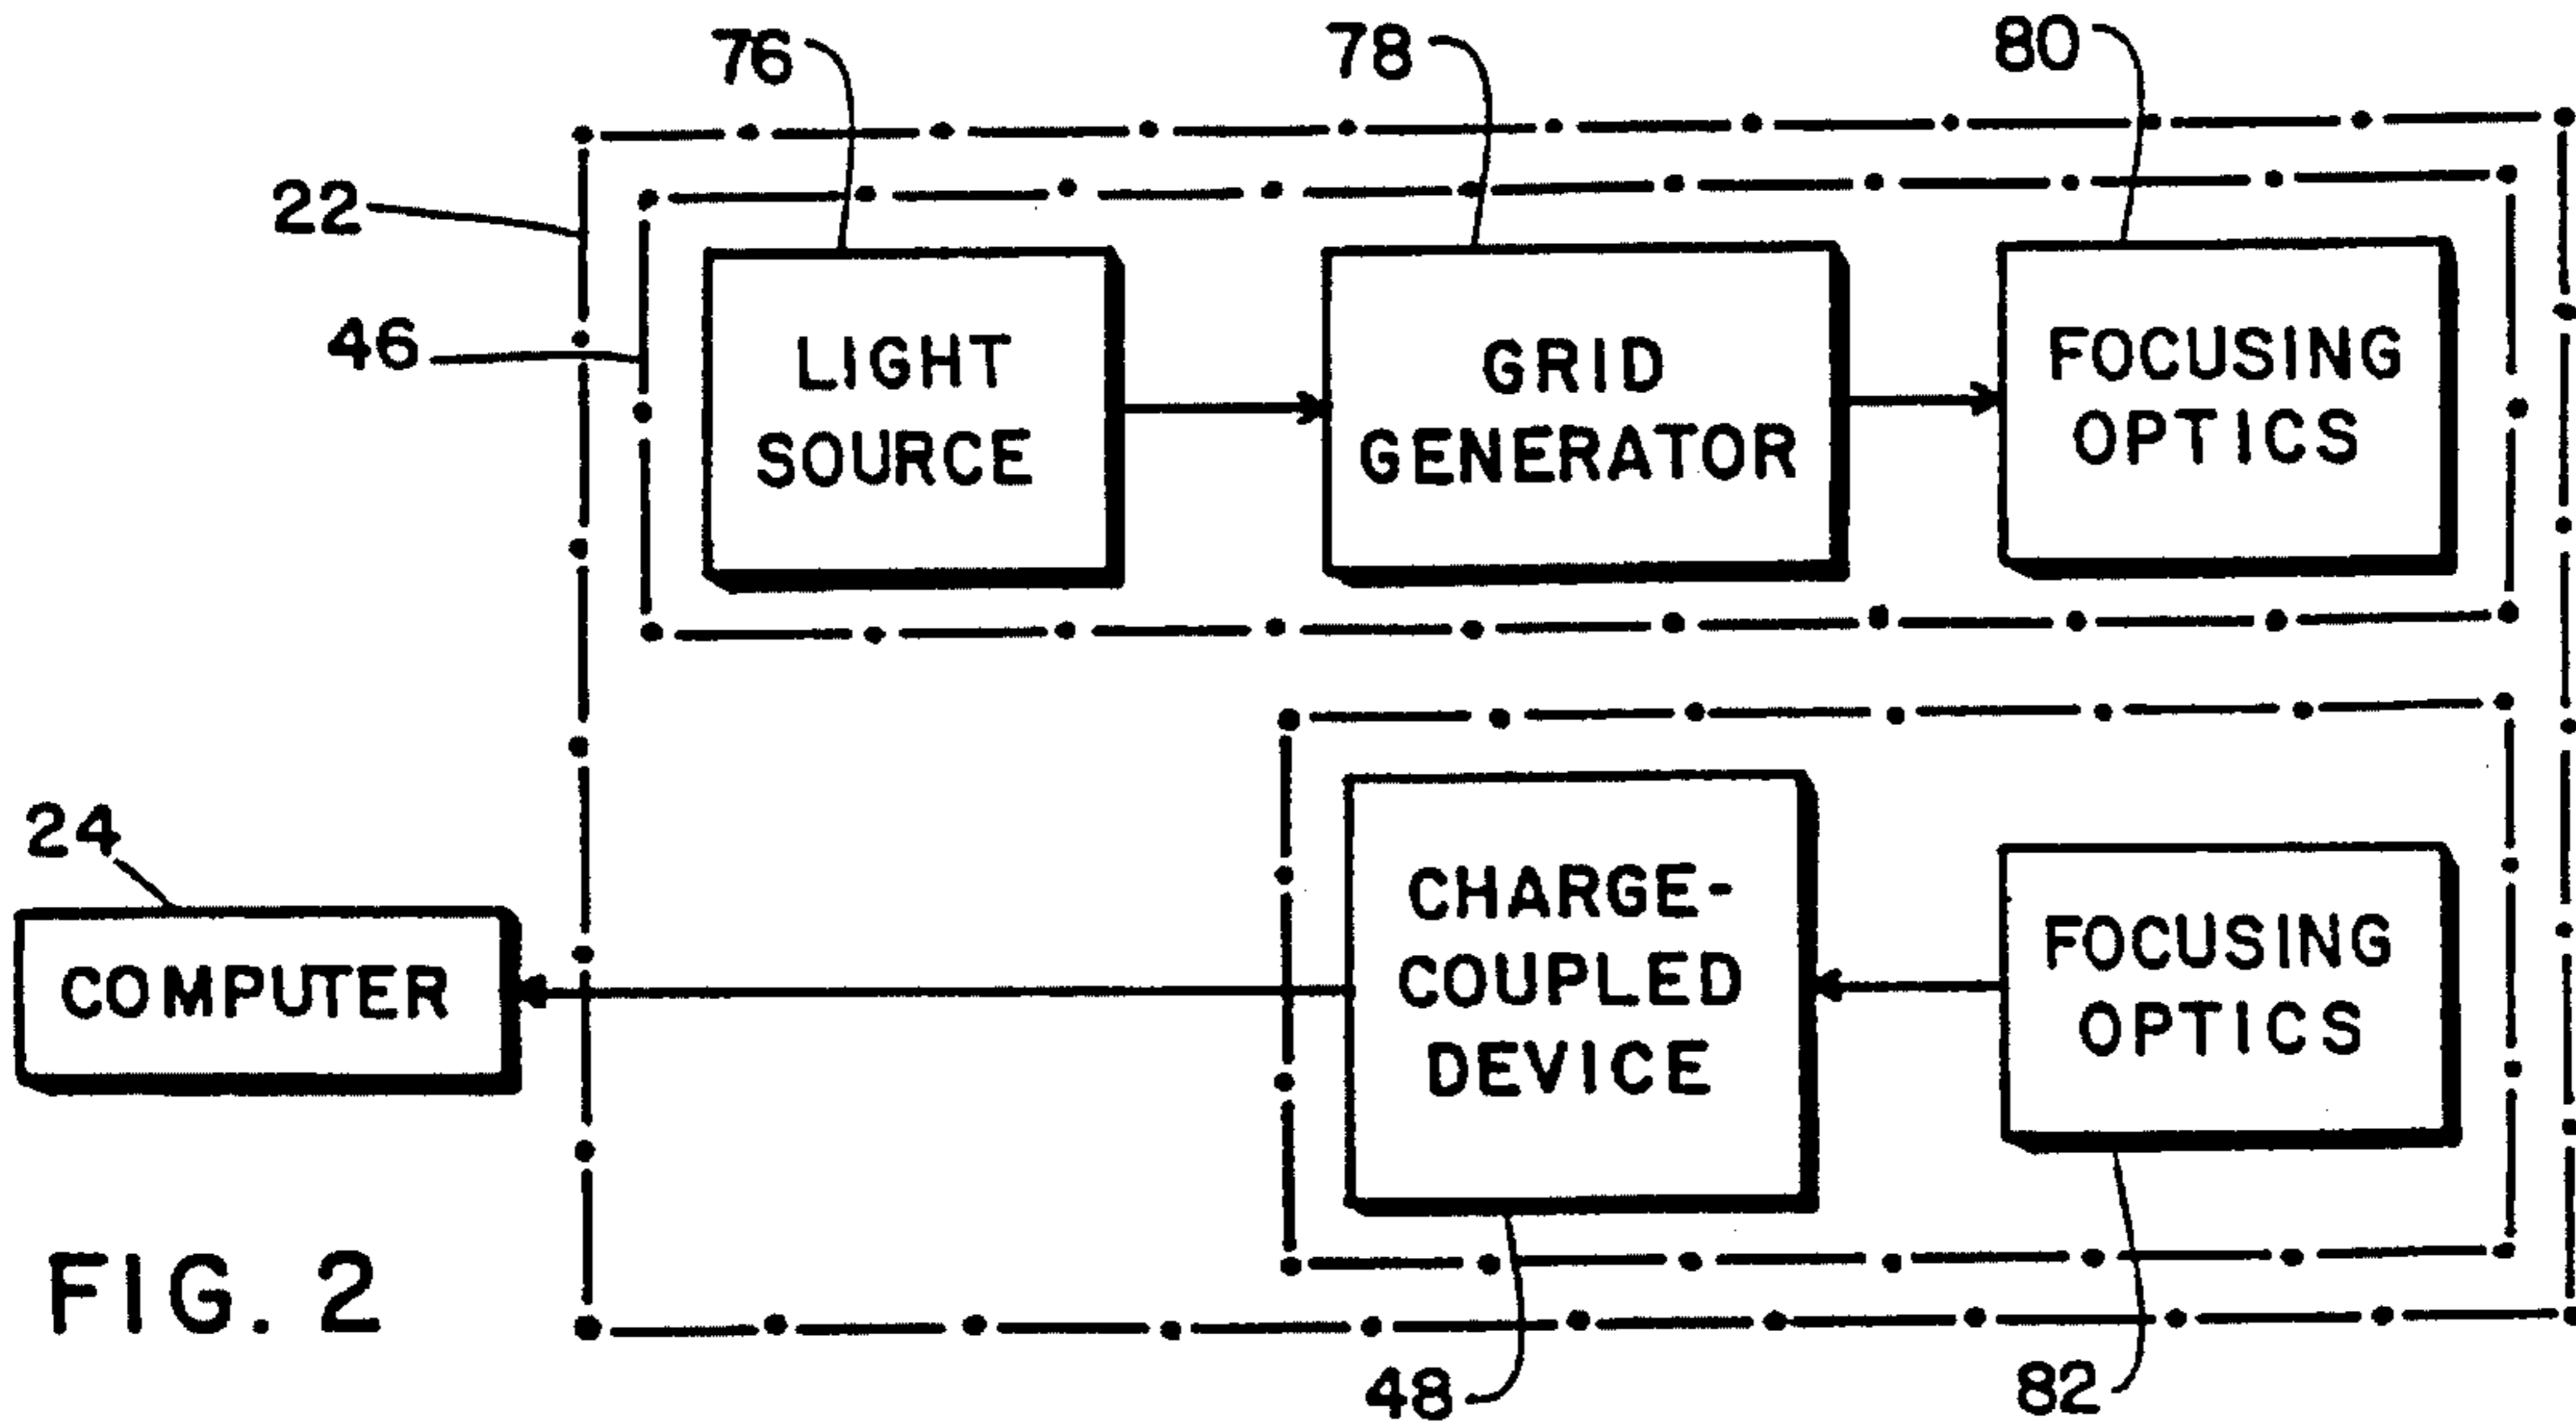 76
78
80
22
46
LIGHT
SOURCE
GRID
GENERATOR
FOCUSING
OPTICS
24
COMPUTER
CHARGE-
COUPLED
DEVICE
FOCUSING
OPTICS
FIG. 2
48
82